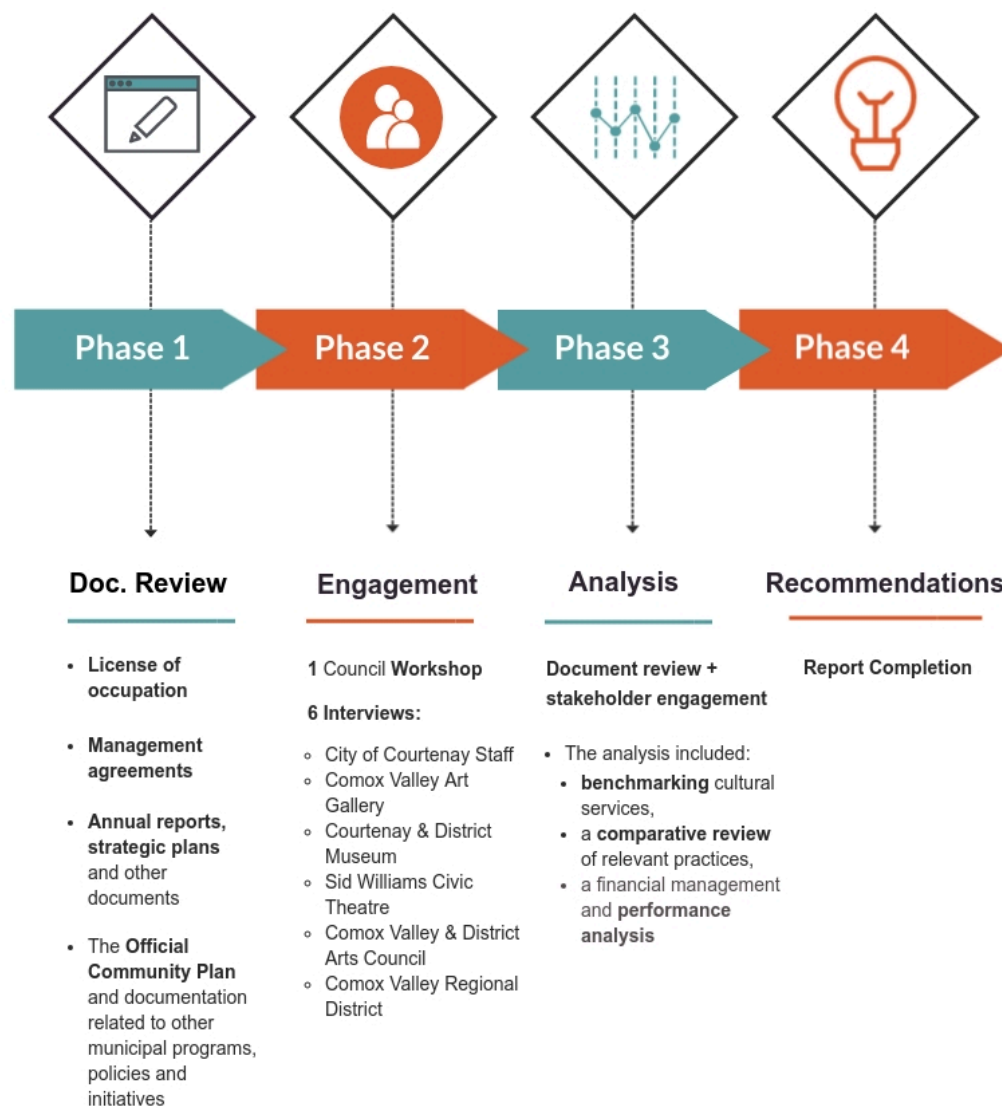 Phase 1
Phase 2
Phase 3
Phase 4
Doc. Review
• License of
occupation
• Management
agreements
• Annual reports,
strategic plans
and other
documents
• The Official
Community Plan
and documentation
related to other
municipal programs,
policies and
initiatives
Engagement
1 Council Workshop
6 Interviews:
◦ City of Courtenay Staff
◦ Comox Valley Art
Gallery
◦ Courtenay & District
Museum
◦ Sid Williams Civic
Theatre
◦ Comox Valley & District
Arts Council
◦ Comox Valley Regional
District
Analysis
Document review +
stakeholder engagement
• The analysis included:
• benchmarking cultural
services,
• a comparative review
of relevant practices,
• a financial management
and performance
analysis
Recommendations
Report Completion